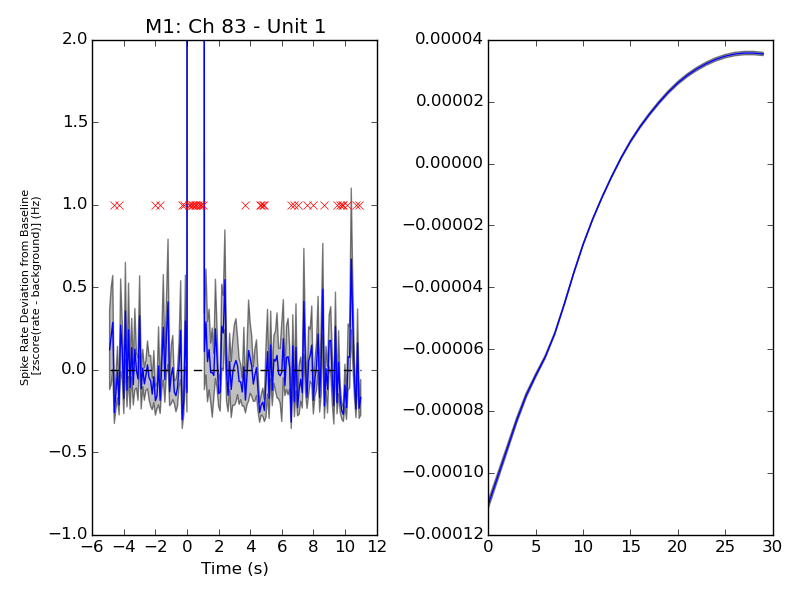 M1: Ch 83 - Unit 1
Spike Rate Deviation from Baseline
[zscore(rate - background)] (Hz)
2.0
1.5
1.0
0.5
0.0
−0.5
−1.0
−6 −4 −2 0 2 4 6 8 10 12
Time (s)
0.00004
0.00002
0.00000
−0.00002
−0.00004
−0.00006
−0.00008
−0.00010
−0.00012
0 5 10 15 20 25 30